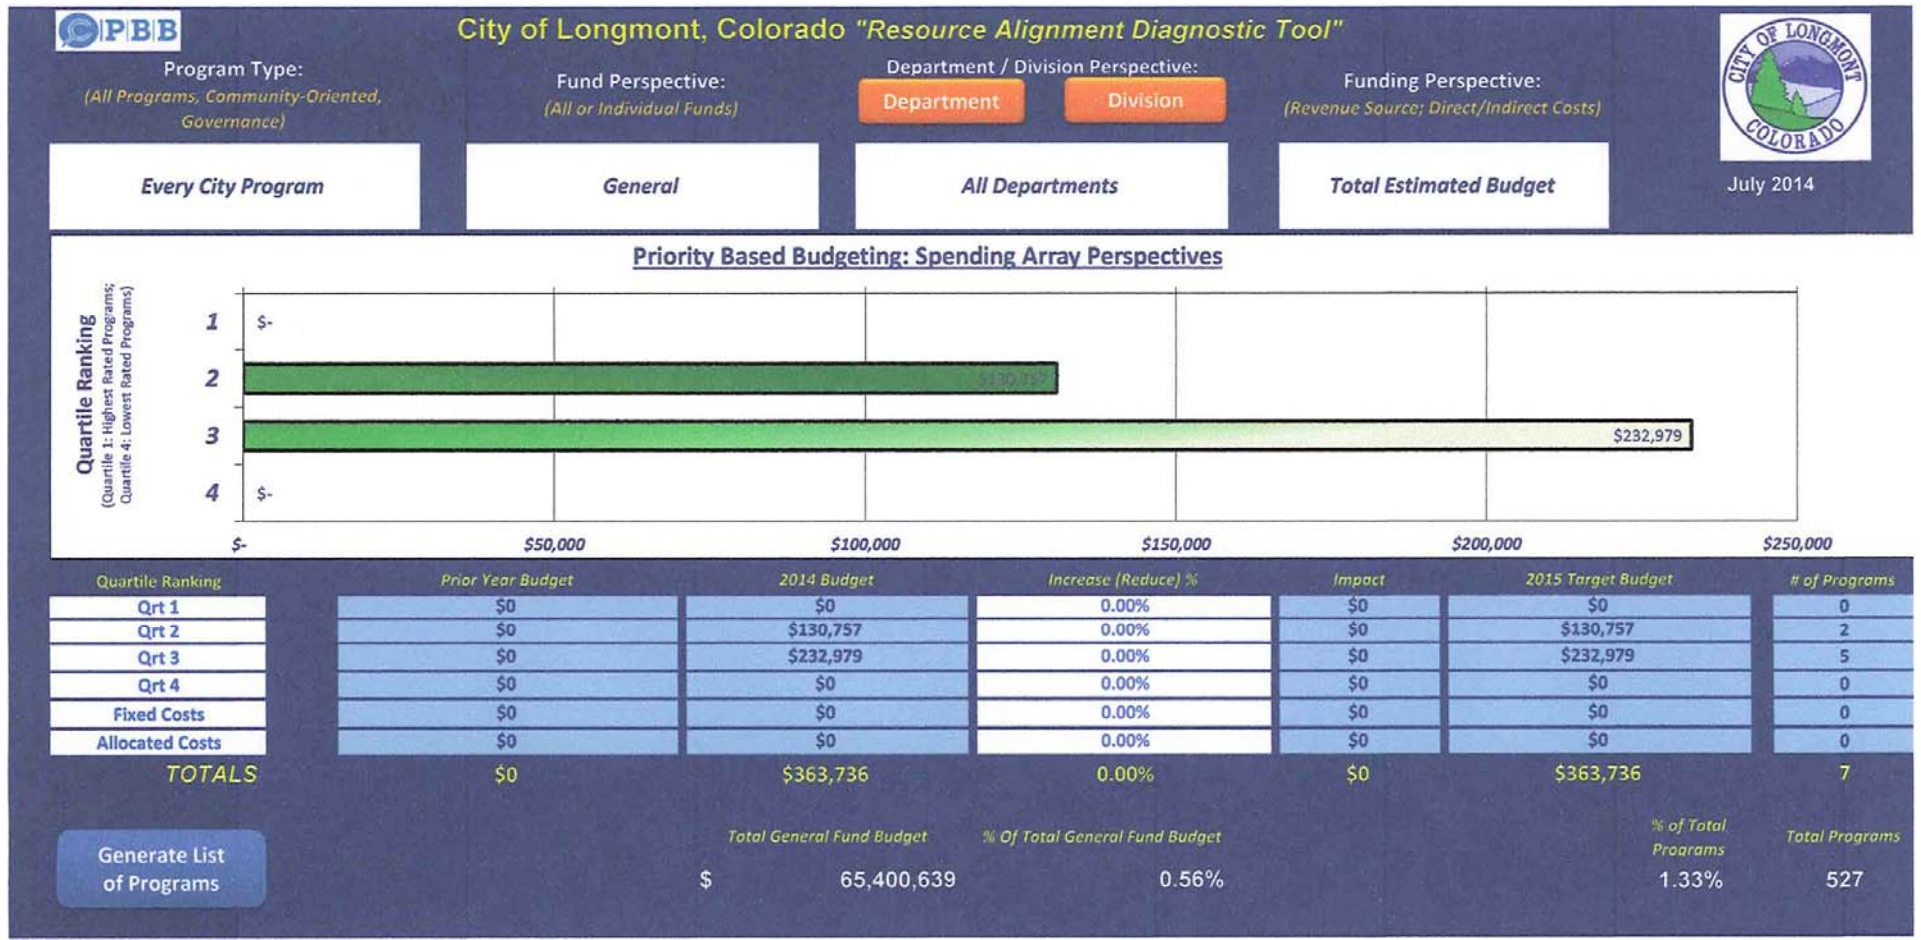 CPBB
City of Longmont, Colorado "Resource Alignment Diagnostic Tool"
Program Type:
(All Programs, Community-Oriented,
Governance)
Fund Perspective:
(All or Individual Funds)
Department / Division Perspective:
Department
Division
Funding Perspective:
(Revenue Source; Direct/Indirect Costs)
CITY OF LONGMONT
COLORADO
Every City Program
General
All Departments
Total Estimated Budget
July 2014
Priority Based Budgeting: Spending Array Perspectives
Quartile Ranking
(Quartile 1: Highest Rated Programs;
Quartile 4: Lowest Rated Programs)
1 $-
2 $130,757
3 $232,979
4 $-
$- $50,000 $100,000 $150,000 $200,000 $250,000
Quartile Ranking Prior Year Budget 2014 Budget Increase (Reduce) % Impact 2015 Target Budget # of Programs
Qrt 1 $0 $0 0.00% $0 $0 0
Qrt 2 $0 $130,757 0.00% $0 $130,757 2
Qrt 3 $0 $232,979 0.00% $0 $232,979 5
Qrt 4 $0 $0 0.00% $0 $0 0
Fixed Costs $0 $0 0.00% $0 $0 0
Allocated Costs $0 $0 0.00% $0 $0 0
TOTALS $0 $363,736 0.00% $0 $363,736 7
Generate List
of Programs
Total General Fund Budget
$ 65,400,639
% Of Total General Fund Budget
0.56%
% of Total
Programs
1.33%
Total Programs
527